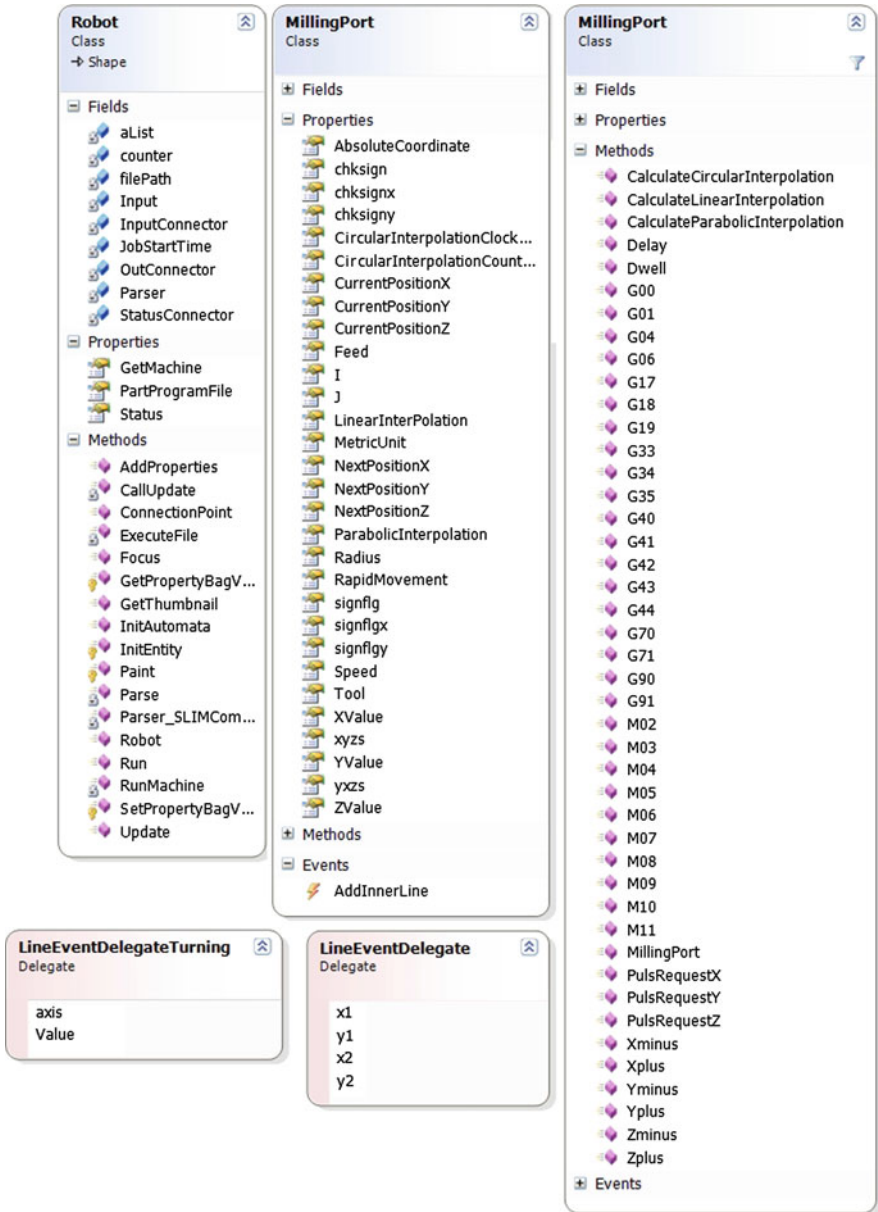 Robot
Class
Shape
Fields
aList
counter
filePath
Input
InputConnector
JobStartTime
OutConnector
Parser
StatusConnector
Properties
GetMachine
PartProgramFile
Status
Methods
AddProperties
CallUpdate
ConnectionPoint
ExecuteFile
Focus
GetPropertyBagV...
GetThumbnail
InitAutomata
InitEntity
Paint
Parse
Parser_SLIMCom...
Robot
Run
RunMachine
SetPropertyBagV...
Update
MillingPort
Class
Fields
Properties
AbsoluteCoordinate
chksign
chksignx
chksigny
CircularInterpolationClock...
CircularInterpolationCount...
CurrentPositionX
CurrentPositionY
CurrentPositionZ
Feed
I
J
LinearInterPolation
MetricUnit
NextPositionX
NextPositionY
NextPositionZ
ParabolicInterpolation
Radius
RapidMovement
signflg
signflgx
signflgy
Speed
Tool
XValue
xyzs
YValue
yxzs
ZValue
Methods
Events
AddInnerLine
MillingPort
Class
Fields
Properties
Methods
CalculateCircularInterpolation
CalculateLinearInterpolation
CalculateParabolicInterpolation
Delay
Dwell
G00
G01
G04
G06
G17
G18
G19
G33
G34
G35
G40
G41
G42
G43
G44
G70
G71
G90
G91
M02
M03
M04
M05
M06
M07
M08
M09
M10
M11
MillingPort
PulsRequestX
PulsRequestY
PulsRequestZ
Xminus
Xplus
Yminus
Yplus
Zminus
Zplus
Events
LineEventDelegateTurning
Delegate
axis
Value
LineEventDelegate
Delegate
x1
y1
x2
y2